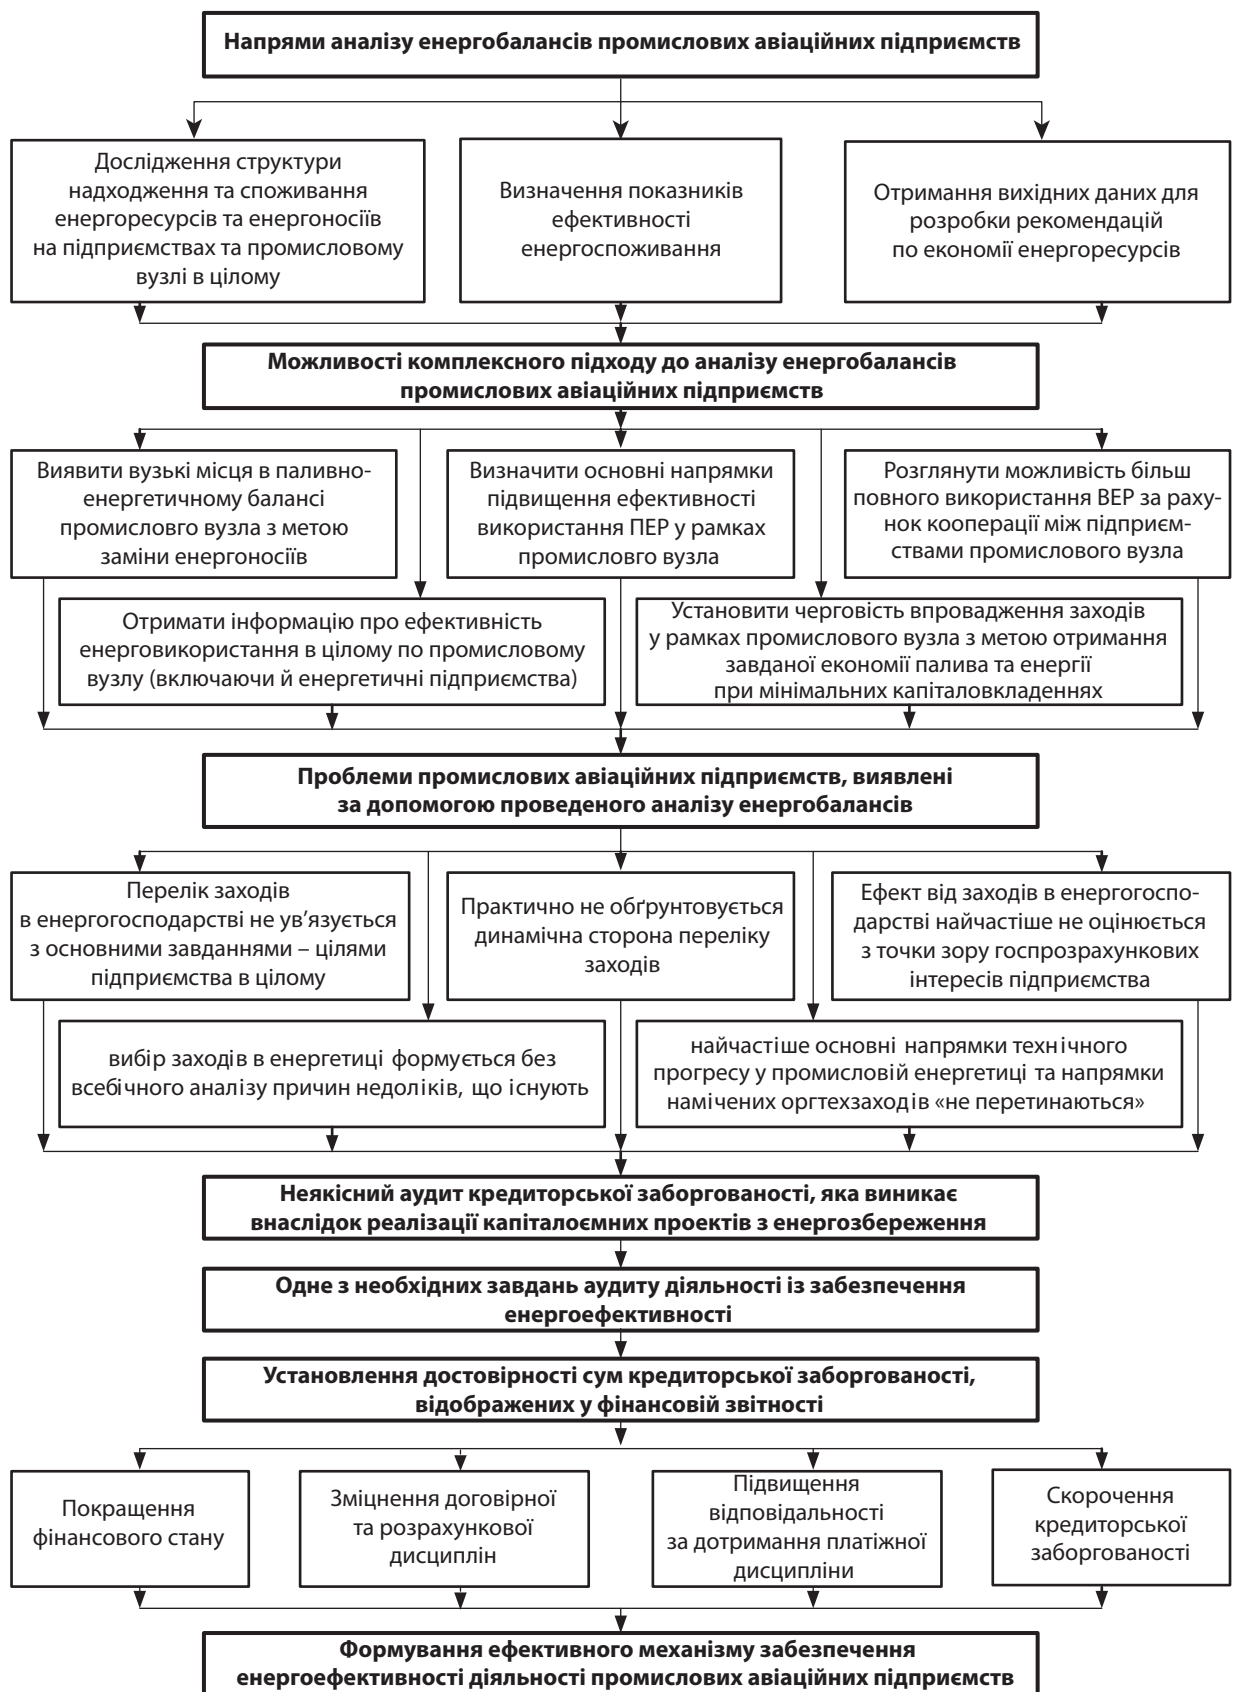 Напрями аналізу енергобалансів промислових авіаційних підприємств
Дослідження структури
надходження та споживання
енергоресурсів та енергоносіїв
на підприємствах та промисловому
вузлі в цілому
Визначення показників
ефективності
енергоспоживання
Отримання вихідних даних для
розробки рекомендацій
по економії енергоресурсів
Можливості комплексного підходу до аналізу енергобалансів
промислових авіаційних підприємств
Виявити вузькі місця в паливно-
енергетичному балансі
промисловго вузла з метою
заміни енергоносіїв
Визначити основні напрямки
підвищення ефективності
використання ПЕР у рамках
промисловго вузла
Розглянути можливість більш
повного використання ВЕР за раху-
нок кооперації між підприєм-
ствами промислового вузла
Отримати інформацію про ефективність
енерговикористання в цілому по промисловому
вузлу (включаючи й енергетичні підприємства)
Установити черговість впровадження заходів
у рамках промислового вузла з метою отримання
завданої економії палива та енергії
при мінімальних капіталовкладеннях
Проблеми промислових авіаційних підприємств, виявлені
за допомогою проведеного аналізу енергобалансів
Перелік заходів
в енергогосподарстві не ув’язується
з основними завданнями – цілями
підприємства в цілому
Практично не обґрунтовується
динамічна сторона переліку
заходів
Ефект від заходів в енергогоспо-
дарстві найчастіше не оцінюється
з точки зору госпрозрахункових
інтересів підприємства
вибір заходів в енергетиці формується без
всебічного аналізу причин недоліків, що існують
найчастіше основні напрямки технічного
прогресу у промисловій енергетиці та напрямки
намічених оргтехзаходів «не перетинаються»
Неякісний аудит кредиторської заборгованості, яка виникає
внаслідок реалізації капіталоємних проектів з енергозбереження
Одне з необхідних завдань аудиту діяльності із забезпечення
енергоефективності
Установлення достовірності сум кредиторської заборгованості,
відображених у фінансовій звітності
Покращення
фінансового стану
Зміцнення договірної
та розрахункової
дисциплін
Підвищення
відповідальності
за дотримання платіжної
дисципліни
Скорочення
кредиторської
заборгованості
Формування ефективного механізму забезпечення
енергоефективності діяльності промислових авіаційних підприємств